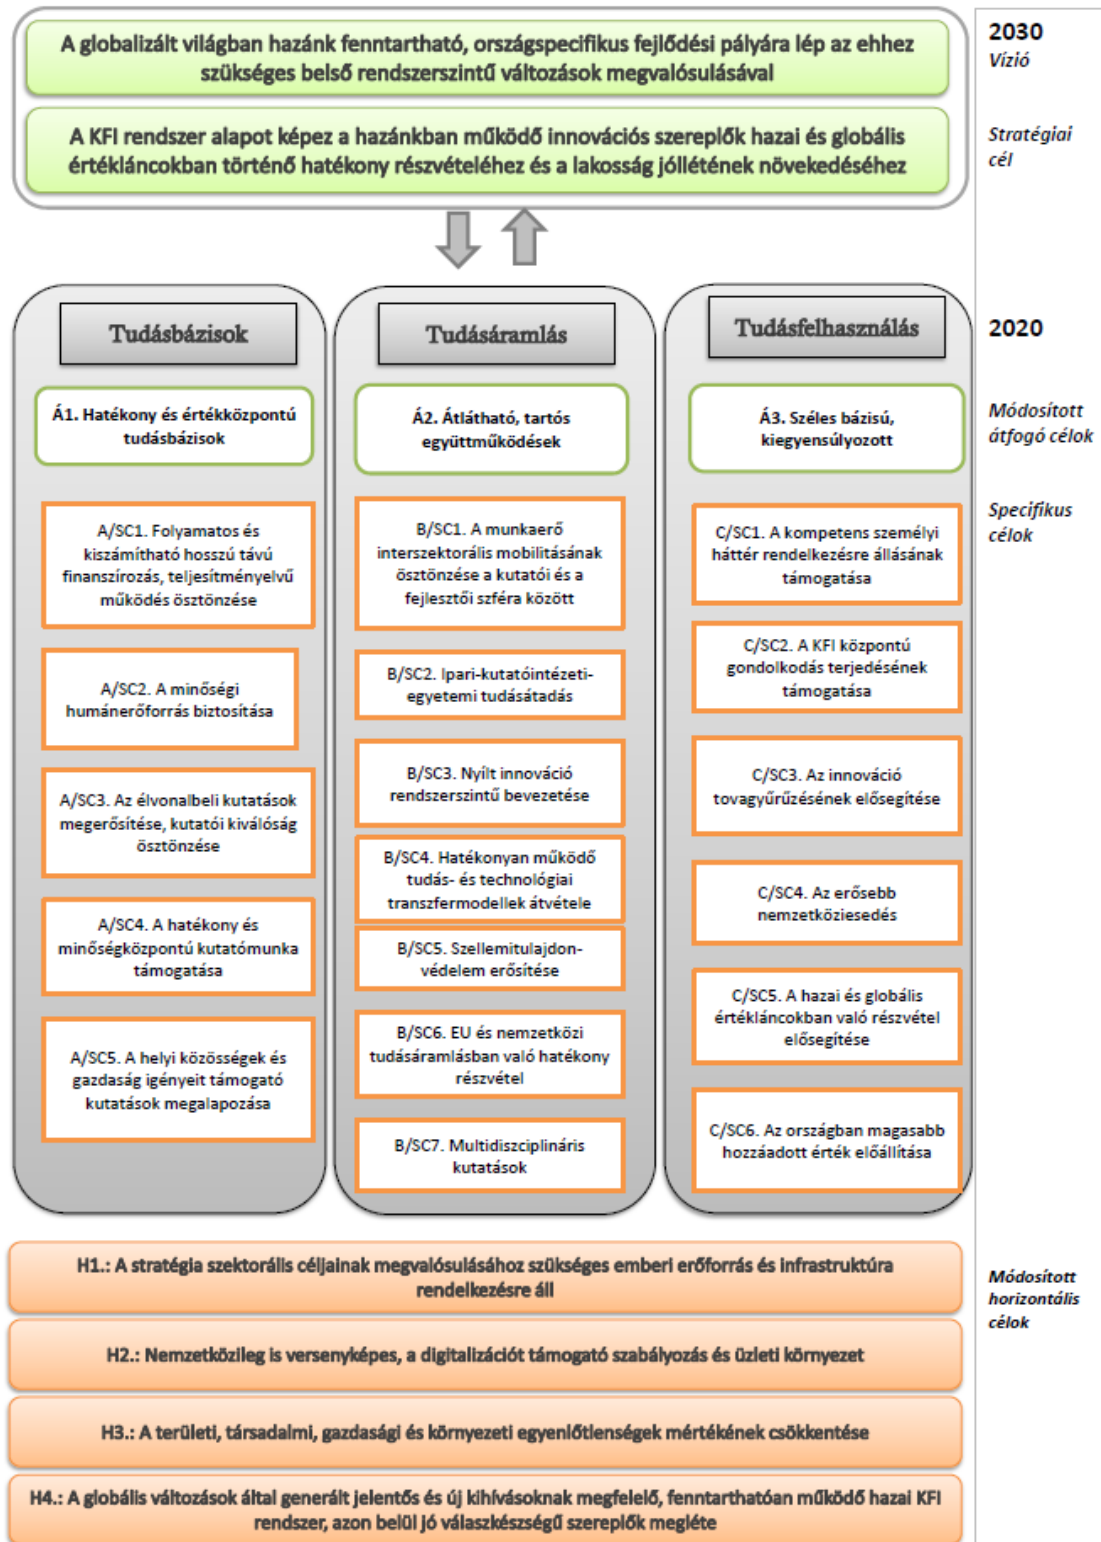 A globalizált világban hazánk fenntartható, országspecifikus fejlődési pályára lép az ehhez
szükséges belső rendszerszintű változások megvalósulásával
2030
Vízió
A KFI rendszer alapot képez a hazánkban működő innovációs szereplők hazai és globális
értékláncokban történő hatékony részvételéhez és a lakosság jóllétének növekedéséhez
Stratégiai
cél
Tudásbázisok
Á1. Hatékony és értékközpontú
tudásbázisok
A/SC1. Folyamatos és
kiszámítható hosszú távú
finanszírozás, teljesítményelvű
működés ösztönzése
A/SC2. A minőségi
humánerőforrás biztosítása
A/SC3. Az élvonalbeli kutatások
megerősítése, kutatói kiválóság
ösztönzése
A/SC4. A hatékony és
minőségközpontú kutatómunka
támogatása
A/SC5. A helyi közösségek és
gazdaság igényeit támogató
kutatások megalapozása
Tudásáramlás
Á2. Átlátható, tartós
együttműködések
B/SC1. A munkaerő
interszektorális mobilitásának
ösztönzése a kutatói és a
fejlesztői szféra között
B/SC2. Ipari-kutatóintézeti-
egyetemi tudásátadás
B/SC3. Nyílt innováció
rendszerszintű bevezetése
B/SC4. Hatékonyan működő
tudás- és technológiai
transzfermodellek átvétele
B/SC5. Szellemitulajdon-
védelem erősítése
B/SC6. EU és nemzetközi
tudásáramlásban való hatékony
részvétel
B/SC7. Multidiszciplináris
kutatások
Tudásfelhasználás
Á3. Széles bázisú,
kiegyensúlyozott
C/SC1. A kompetens személyi
háttér rendelkezésre állásának
támogatása
C/SC2. A KFI központú
gondolkodás terjedésének
támogatása
C/SC3. Az innováció
tovagyűrűzésének elősegítése
C/SC4. Az erősebb
nemzetköziesedés
C/SC5. A hazai és globális
értékláncokban való részvétel
elősegítése
C/SC6. Az országban magasabb
hozzáadott érték előállítása
2020
Módosított
átfogó célok
Specifikus
célok
H1.: A stratégia szektorális céljainak megvalósulásához szükséges emberi erőforrás és infrastruktúra
rendelkezésre áll
H2.: Nemzetközileg is versenyképes, a digitalizációt támogató szabályozás és üzleti környezet
H3.: A területi, társadalmi, gazdasági és környezeti egyenlőtlenségek mértékének csökkentése
H4.: A globális változások által generált jelentős és új kihívásoknak megfelelő, fenntarthatóan működő hazai KFI
rendszer, azon belül jó válaszkészségű szereplők megléte
Módosított
horizontális
célok